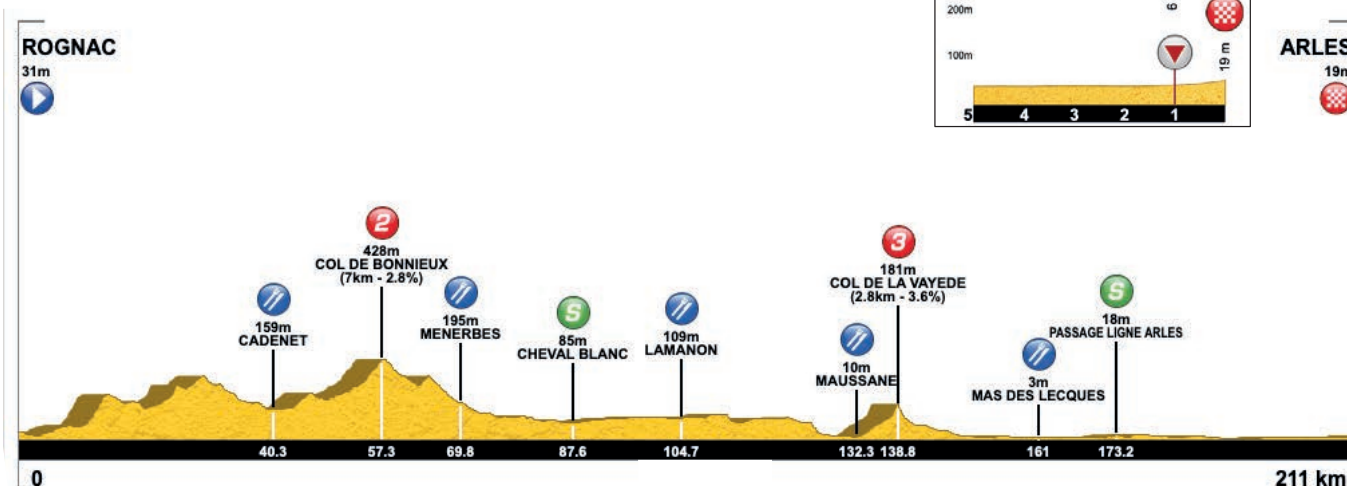 200m
100m
6
19 m
5
4
3
2
1
ROGNAC
31m
ARLES
19m
2
428m
COL DE BONNIEUX
(7km - 2.8%)
159m
CADENET
195m
MENERBES
S
85m
CHEVAL BLANC
109m
LAMANON
3
181m
COL DE LA VAYEDE
(2.8km - 3.6%)
10m
MAUSSANE
3m
MAS DES LECQUES
S
18m
PASSAGE LIGNE ARLES
40.3
57.3
69.8
87.6
104.7
132.3
138.8
161
173.2
0
211 km